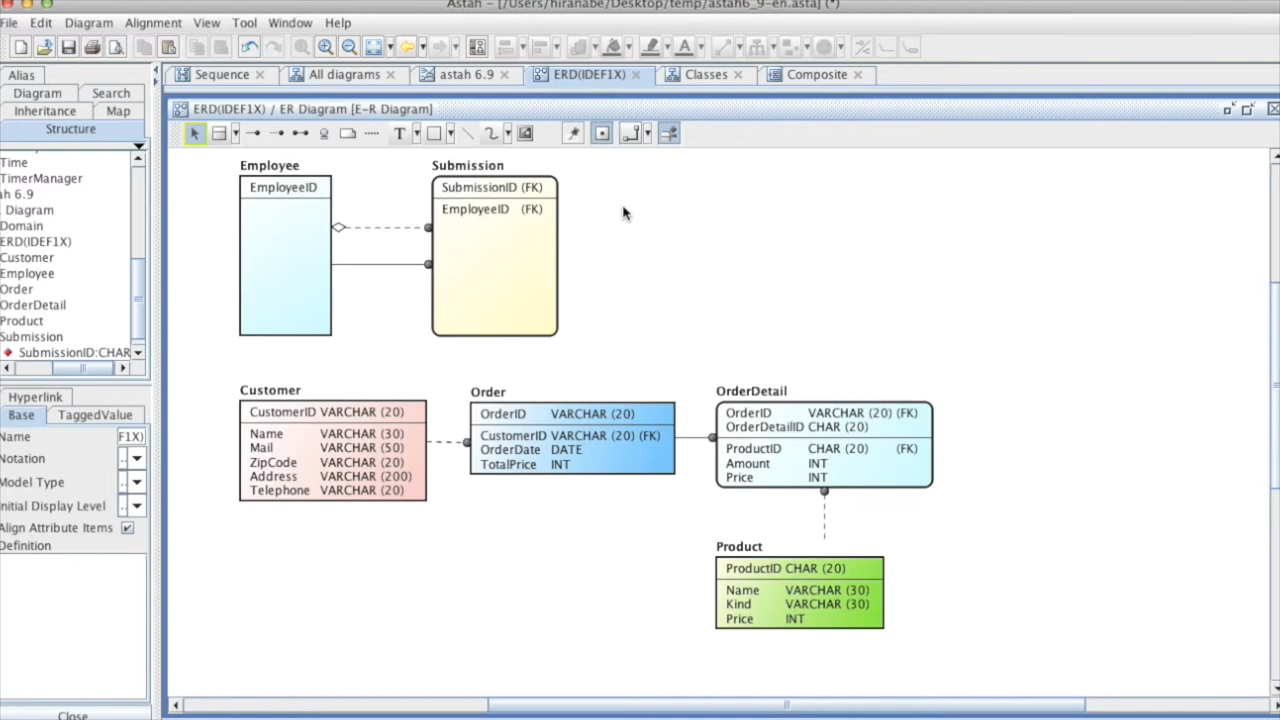 Astah - [/Users/hiranabe/Desktop/temp/astah6_9-en.asta] (*)
File Edit Diagram Alignment View Tool Window Help
Alias
Diagram Search
Inheritance Map
Structure
Time
TimerManager
ah 6.9
Diagram
Domain
ERD(IDEF1X)
Customer
Employee
Order
OrderDetail
Product
Submission
SubmissionID:CHAR
Hyperlink
Base TaggedValue
Name F1X)
Notation
Model Type
Initial Display Level
Align Attribute Items
Definition
Close
Sequence All diagrams astah 6.9 ERD(IDEF1X) Classes Composite
ERD(IDEF1X) / ER Diagram [E-R Diagram]
T
Employee
EmployeeID
Submission
SubmissionID (FK)
EmployeeID (FK)
Customer
CustomerID VARCHAR (20)
Name VARCHAR (30)
Mail VARCHAR (50)
ZipCode VARCHAR (20)
Address VARCHAR (200)
Telephone VARCHAR (20)
Order
OrderID VARCHAR (20)
CustomerID VARCHAR (20) (FK)
OrderDate DATE
TotalPrice INT
OrderDetail
OrderID VARCHAR (20) (FK)
OrderDetailID CHAR (20)
ProductID CHAR (20) (FK)
Amount INT
Price INT
Product
ProductID CHAR (20)
Name VARCHAR (30)
Kind VARCHAR (30)
Price INT